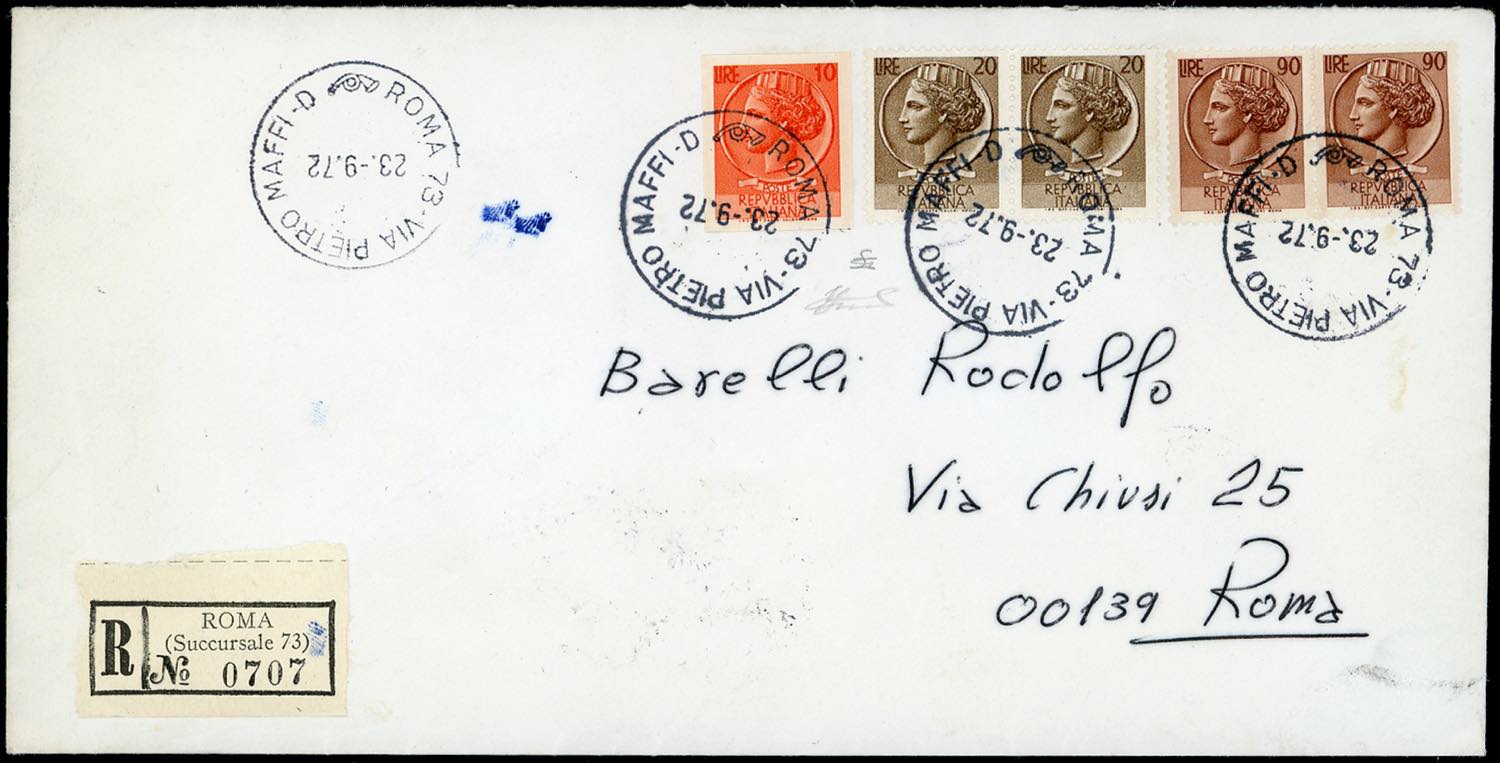 ROMA 73 - VIA PIETRO MAFFI - D
23.-9.72
LIRE 10
POSTE
REPVBBLICA
ITALIANA
LIRE 20
REPVBBLICA
ITALIANA
LIRE 20
REPVBBLICA
ITALIANA
LIRE 90
REPVBBLICA
ITALIANA
LIRE 90
REPVBBLICA
ITALIANA
ROMA 73 - VIA PIETRO MAFFI - D
23.-9.72
ROMA 73 - VIA PIETRO MAFFI - D
23.-9.72
ROMA 73 - VIA PIETRO MAFFI - D
23.-9.72
Barelli Rodolfo
Via Chiusi 25
00139 Roma
R
ROMA
(Succursale 73)
№ 0707